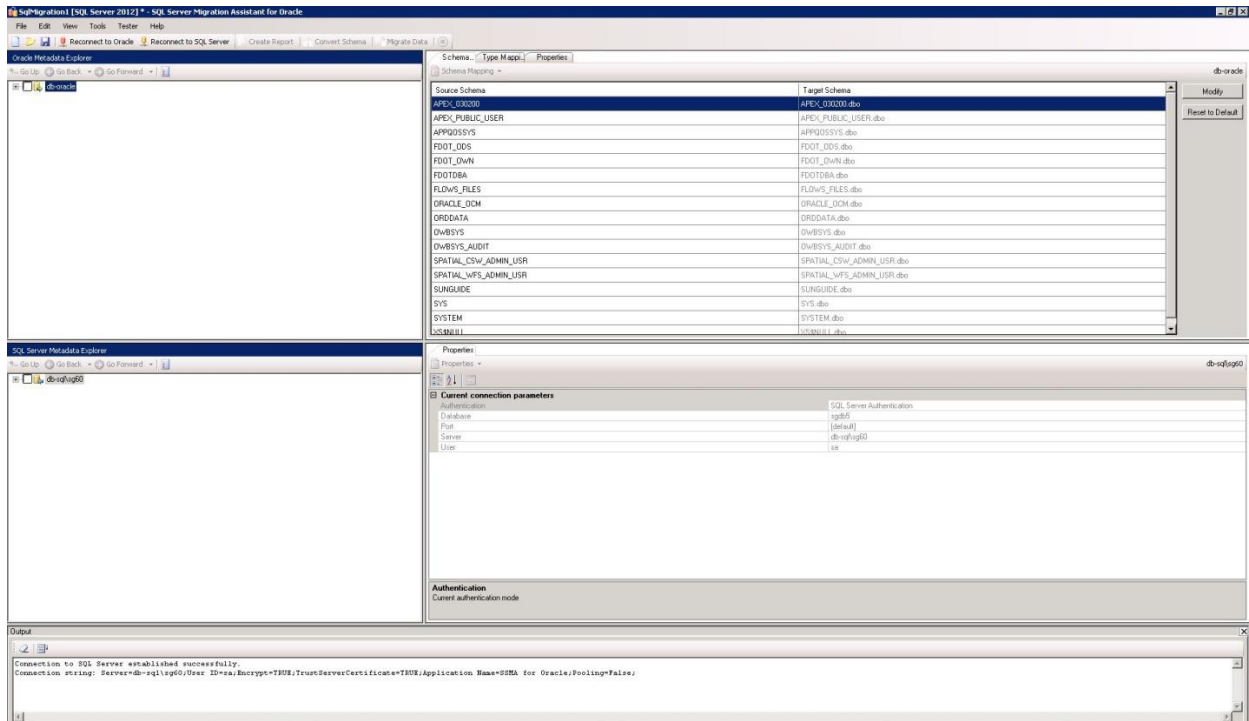 SqlMigration1 [SQL Server 2012] * - SQL Server Migration Assistant for Oracle
File Edit View Tools Tester Help
Reconnect to Oracle Reconnect to SQL Server Create Report Convert Schema Migrate Data
Oracle Metadata Explorer
Go Up Go Back Go Forward
db-oracle
Schema... Type Mappi... Properties
Schema Mapping db-oracle
Source Schema Target Schema
Modify
APEX_030200 APEX_030200.dbo
Reset to Default
APEX_PUBLIC_USER APEX_PUBLIC_USER.dbo
APPQOSSYS APPQOSSYS.dbo
FDOT_ODS FDOT_ODS.dbo
FDOT_OWN FDOT_OWN.dbo
FDOTDBA FDOTDBA.dbo
FLOWS_FILES FLOWS_FILES.dbo
ORACLE_OCM ORACLE_OCM.dbo
ORDDATA ORDDATA.dbo
OWBSYS OWBSYS.dbo
OWBSYS_AUDIT OWBSYS_AUDIT.dbo
SPATIAL_CSW_ADMIN_USR SPATIAL_CSW_ADMIN_USR.dbo
SPATIAL_WFS_ADMIN_USR SPATIAL_WFS_ADMIN_USR.dbo
SUNGUIDE SUNGUIDE.dbo
SYS SYS.dbo
SYSTEM SYSTEM.dbo
XS$NULL XS$NULL.dbo
SQL Server Metadata Explorer
Go Up Go Back Go Forward
db-sql\sg60
Properties
Properties db-sql\sg60
Current connection parameters
Authentication SQL Server Authentication
Database sgdb5
Port [default]
Server db-sql\sg60
User sa
Authentication
Current authentication mode
Output
Connection to SQL Server established successfully.
Connection string: Server=db-sql\sg60;User ID=sa;Encrypt=TRUE;TrustServerCertificate=TRUE;Application Name=SSMA for Oracle;Pooling=False;